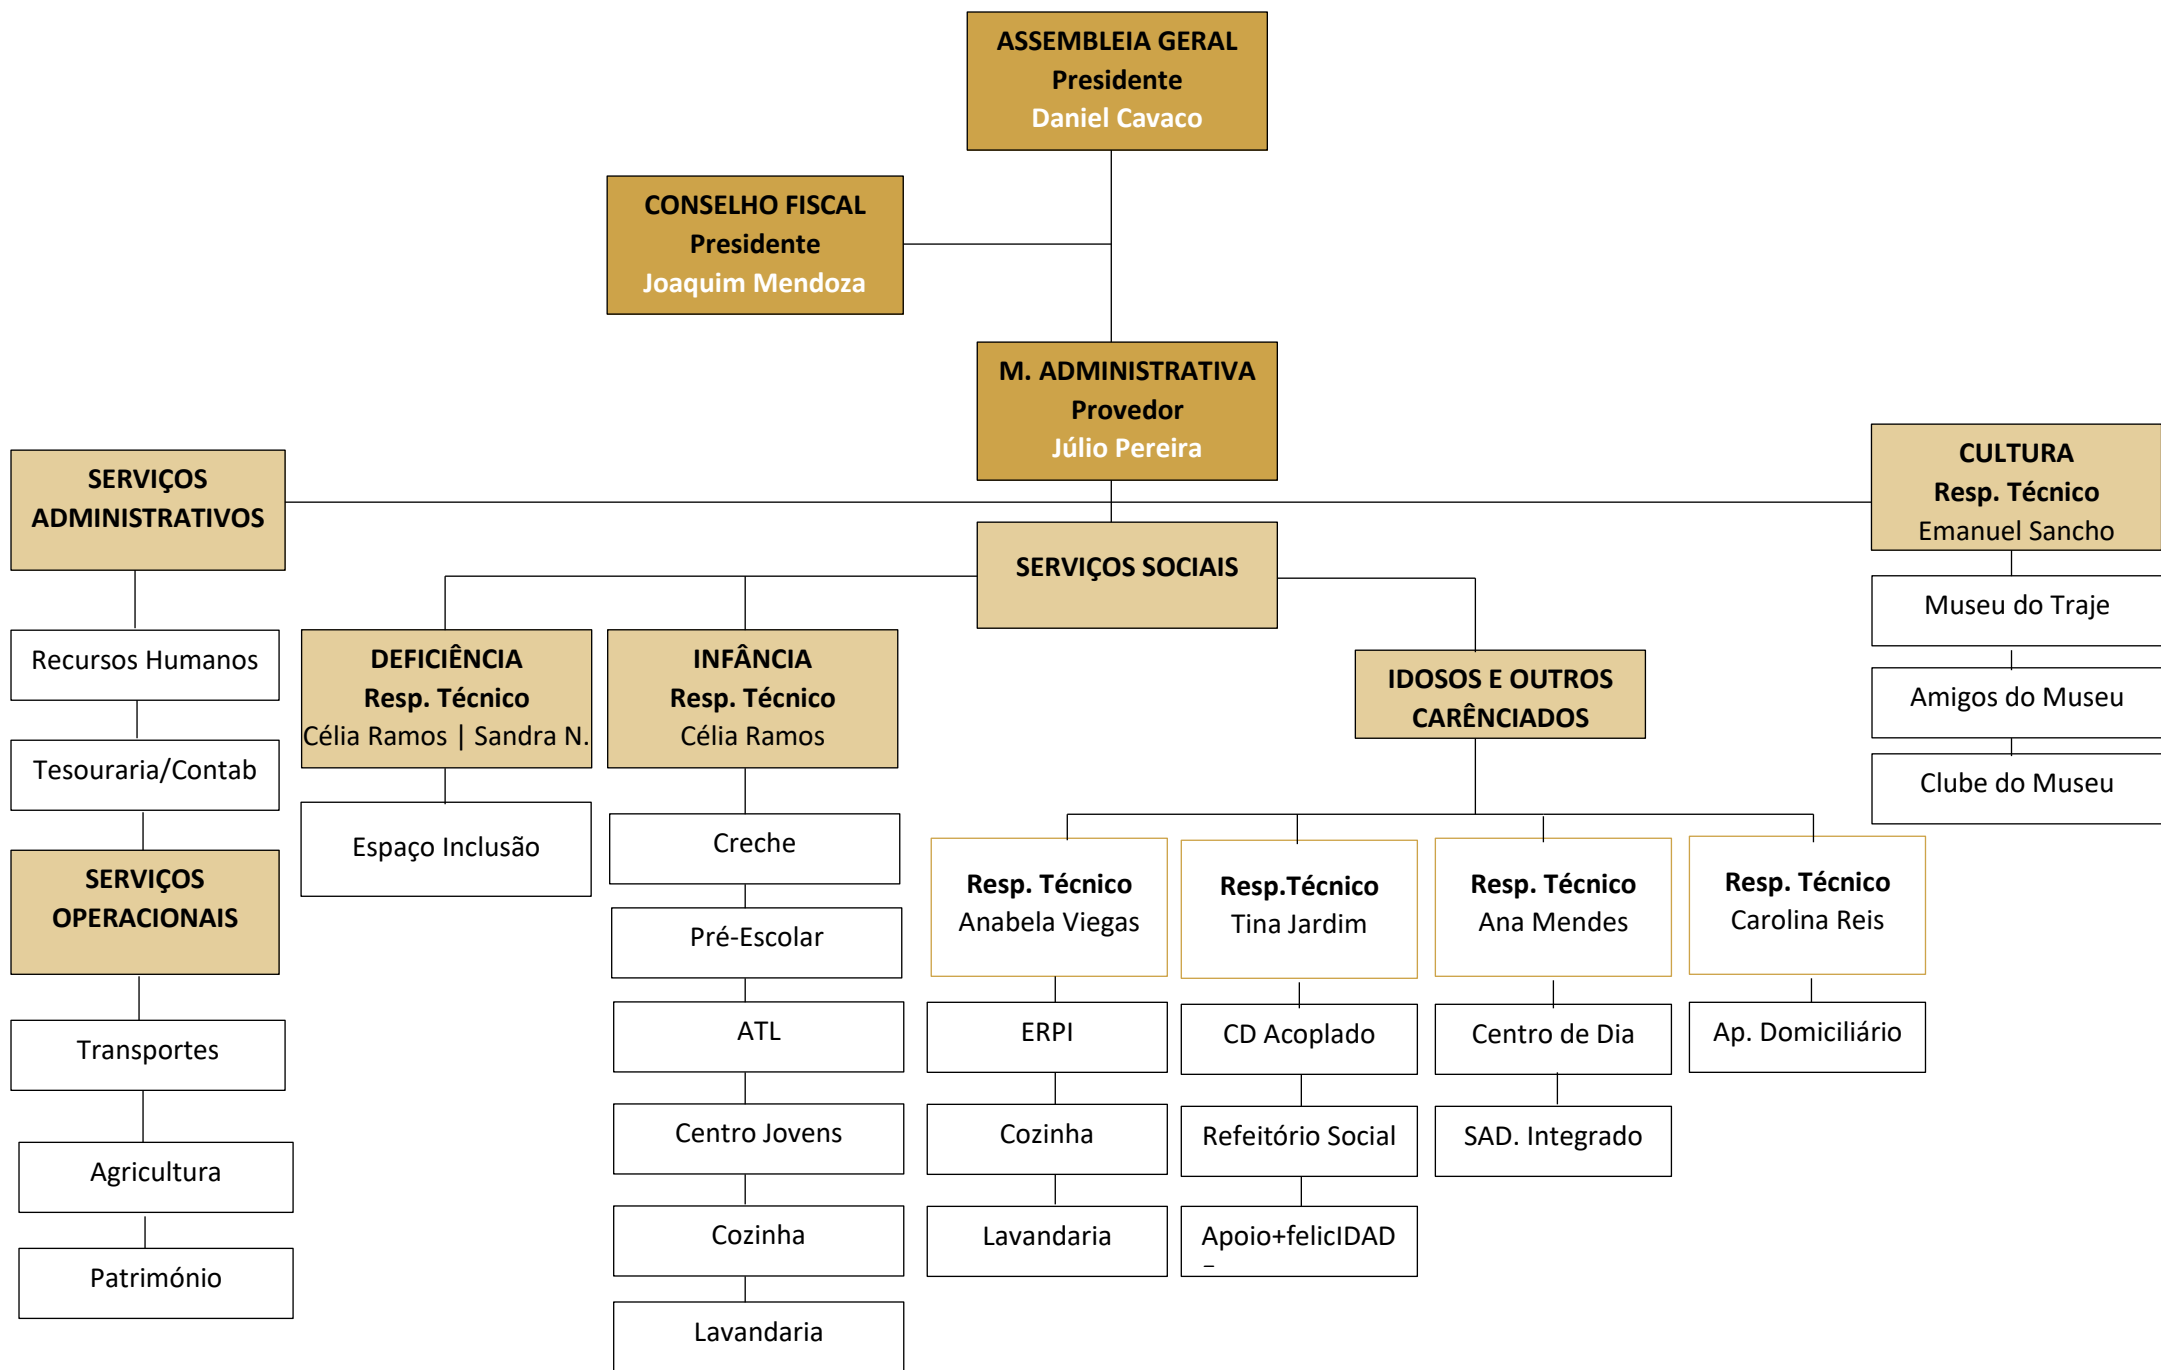 ASSEMBLEIA GERAL
Presidente
Daniel Cavaco
CONSELHO FISCAL
Presidente
Joaquim Mendoza
M. ADMINISTRATIVA
Provedor
Júlio Pereira
SERVIÇOS
ADMINISTRATIVOS
Recursos Humanos
Tesouraria/Contab
SERVIÇOS
OPERACIONAIS
Transportes
Agricultura
Património
SERVIÇOS SOCIAIS
DEFICIÊNCIA
Resp. Técnico
Célia Ramos | Sandra N.
Espaço Inclusão
INFÂNCIA
Resp. Técnico
Célia Ramos
Creche
Pré-Escolar
ATL
Centro Jovens
Cozinha
Lavandaria
IDOSOS E OUTROS
CARÊNCIADOS
Resp. Técnico
Anabela Viegas
ERPI
Cozinha
Lavandaria
Resp.Técnico
Tina Jardim
CD Acoplado
Refeitório Social
Apoio+felicIDAD
Resp. Técnico
Ana Mendes
Centro de Dia
SAD. Integrado
Resp. Técnico
Carolina Reis
Ap. Domiciliário
CULTURA
Resp. Técnico
Emanuel Sancho
Museu do Traje
Amigos do Museu
Clube do Museu